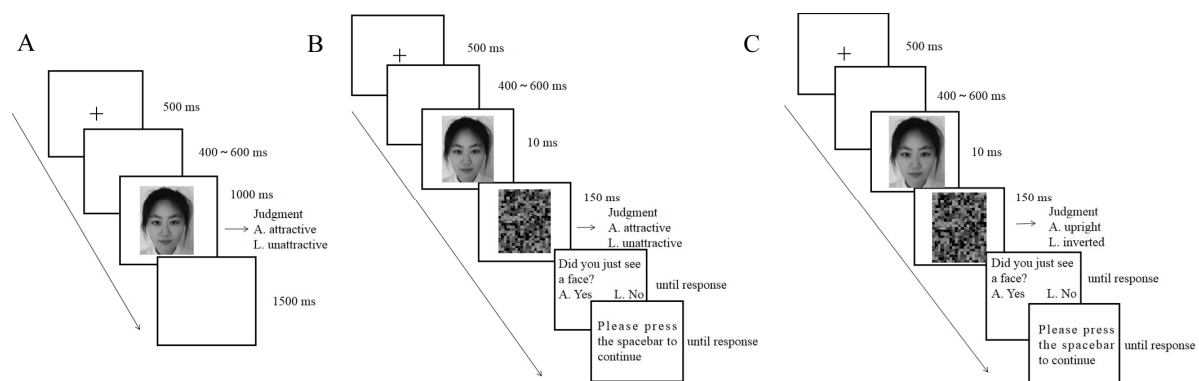 A
500 ms
400 ~ 600 ms
1000 ms
Judgment
A. attractive
L. unattractive
1500 ms
B
500 ms
400 ~ 600 ms
10 ms
150 ms
Judgment
A. attractive
L. unattractive
Did you just see
a face?
A. Yes L. No
until response
Please press
the spacebar to
continue
until response
C
500 ms
400 ~ 600 ms
10 ms
150 ms
Judgment
A. upright
L. inverted
Did you just see
a face?
A. Yes L. No
until response
Please press
the spacebar
to continue
until response